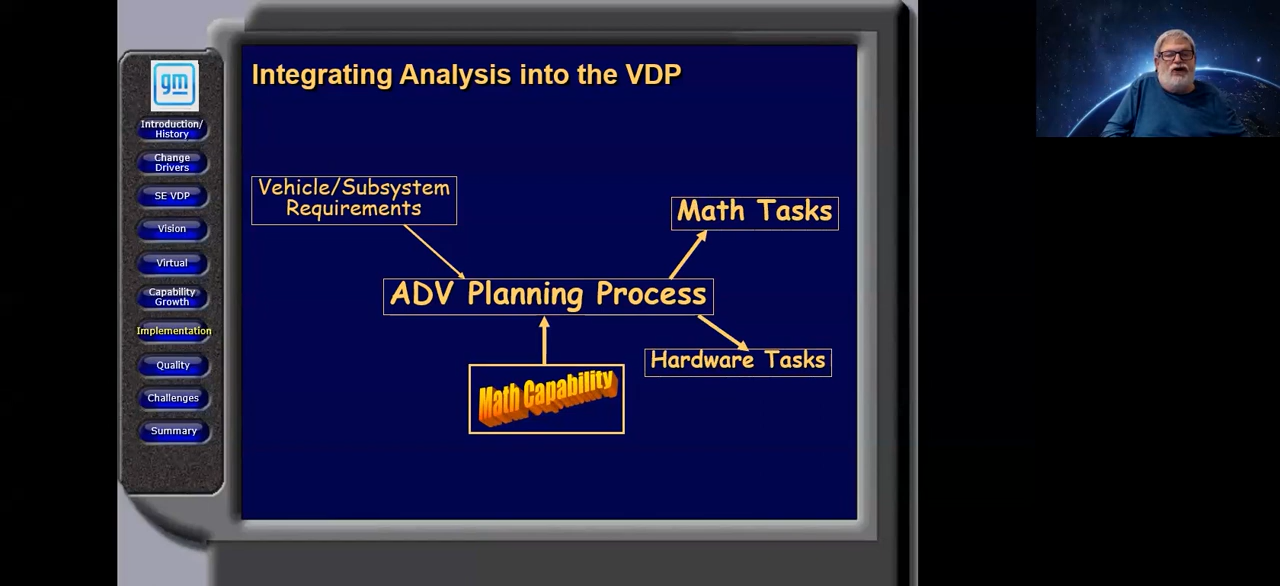 gm
Introduction/
History
Change
Drivers
SE VDP
Vision
Virtual
Capability
Growth
Implementation
Quality
Challenges
Summary
Integrating Analysis into the VDP
Vehicle/Subsystem
Requirements
Math Tasks
ADV Planning Process
Hardware Tasks
Math Capability